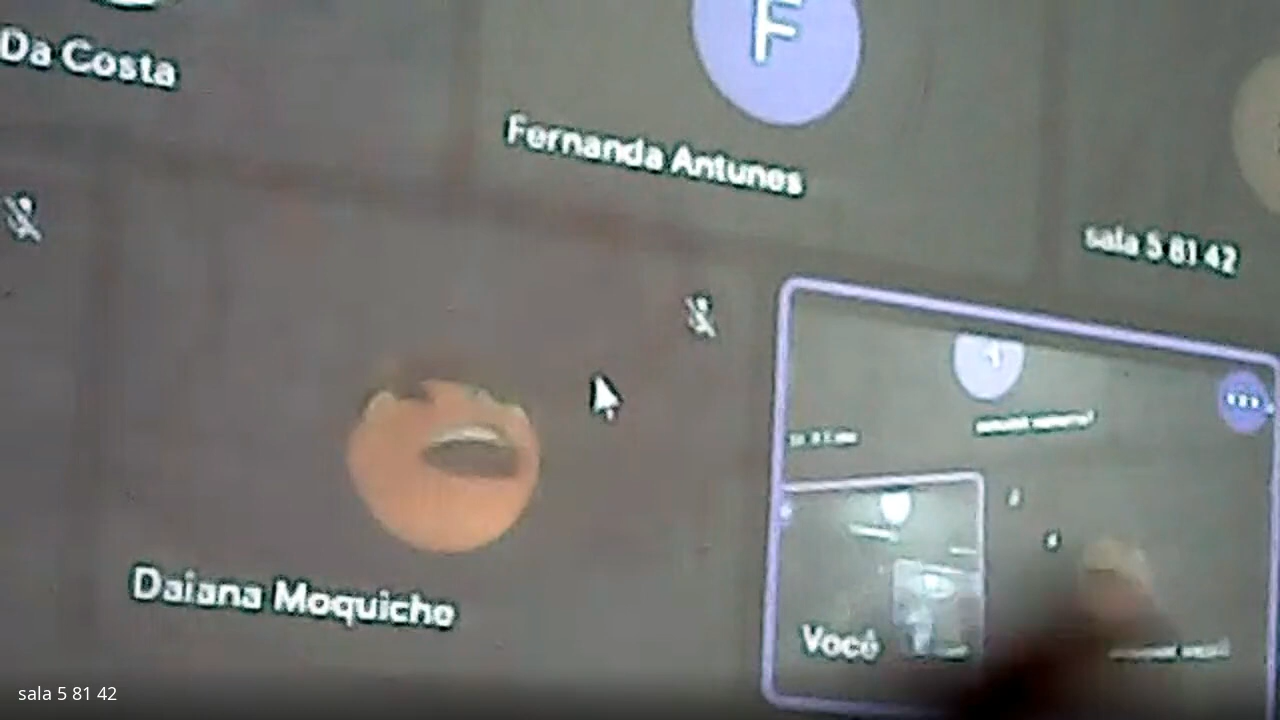 Da Costa
F
Fernanda Antunes
sala 5 81 42
Daiana Moquicho
Você
sala 5 81 42